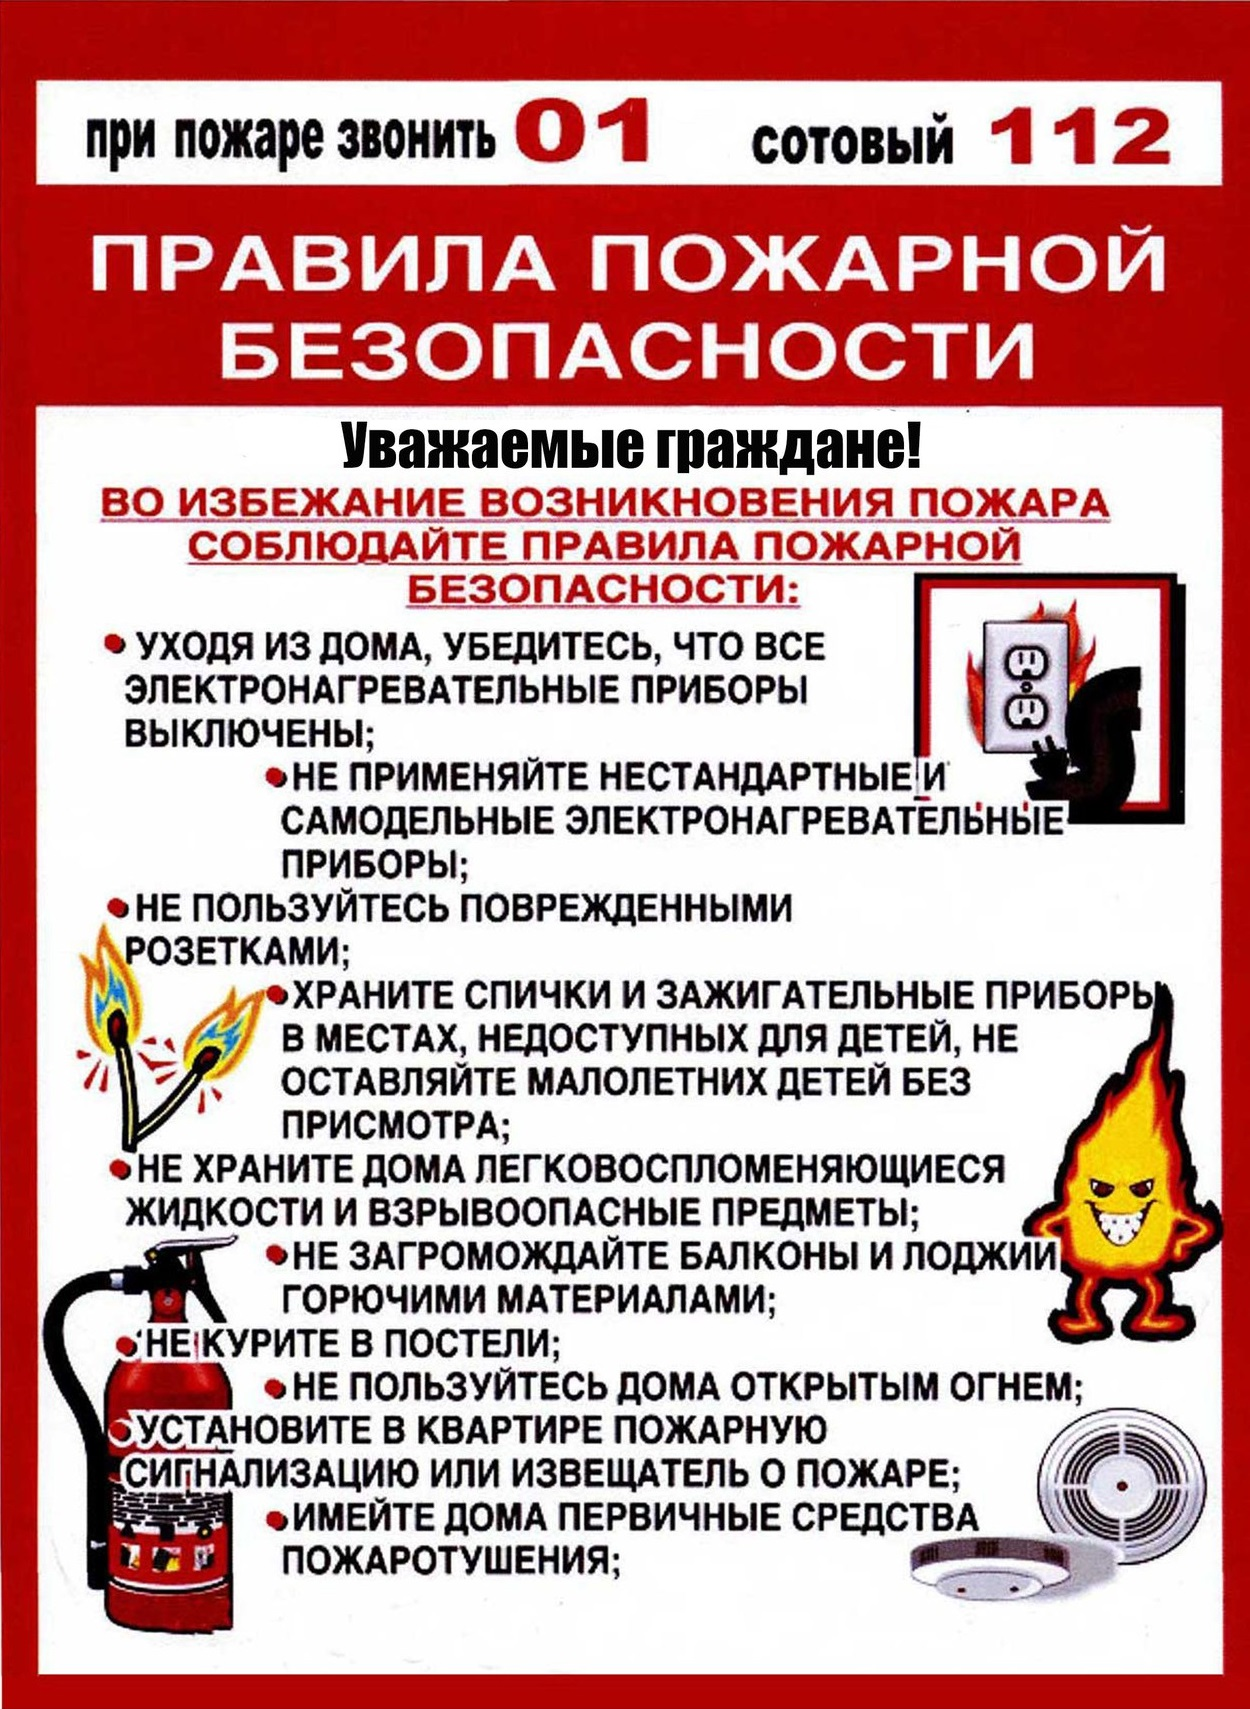 при пожаре звонить 01 сотовый 112
ПРАВИЛА ПОЖАРНОЙ
БЕЗОПАСНОСТИ
Уважаемые граждане!
ВО ИЗБЕЖАНИЕ ВОЗНИКНОВЕНИЯ ПОЖАРА
СОБЛЮДАЙТЕ ПРАВИЛА ПОЖАРНОЙ
БЕЗОПАСНОСТИ:
• УХОДЯ ИЗ ДОМА, УБЕДИТЕСЬ, ЧТО ВСЕ
ЭЛЕКТРОНАГРЕВАТЕЛЬНЫЕ ПРИБОРЫ
ВЫКЛЮЧЕНЫ;
• НЕ ПРИМЕНЯЙТЕ НЕСТАНДАРТНЫЕ И
САМОДЕЛЬНЫЕ ЭЛЕКТРОНАГРЕВАТЕЛЬНЫЕ
ПРИБОРЫ;
• НЕ ПОЛЬЗУЙТЕСЬ ПОВРЕЖДЕННЫМИ
РОЗЕТКАМИ;
• ХРАНИТЕ СПИЧКИ И ЗАЖИГАТЕЛЬНЫЕ ПРИБОРЫ
В МЕСТАХ, НЕДОСТУПНЫХ ДЛЯ ДЕТЕЙ, НЕ
ОСТАВЛЯЙТЕ МАЛОЛЕТНИХ ДЕТЕЙ БЕЗ
ПРИСМОТРА;
• НЕ ХРАНИТЕ ДОМА ЛЕГКОВОСПЛОМЕНЯЮЩИЕСЯ
ЖИДКОСТИ И ВЗРЫВООПАСНЫЕ ПРЕДМЕТЫ;
• НЕ ЗАГРОМОЖДАЙТЕ БАЛКОНЫ И ЛОДЖИИ
ГОРЮЧИМИ МАТЕРИАЛАМИ;
• НЕ КУРИТЕ В ПОСТЕЛИ;
• НЕ ПОЛЬЗУЙТЕСЬ ДОМА ОТКРЫТЫМ ОГНЕМ;
• УСТАНОВИТЕ В КВАРТИРЕ ПОЖАРНУЮ
СИГНАЛИЗАЦИЮ ИЛИ ИЗВЕЩАТЕЛЬ О ПОЖАРЕ;
• ИМЕЙТЕ ДОМА ПЕРВИЧНЫЕ СРЕДСТВА
ПОЖАРОТУШЕНИЯ;